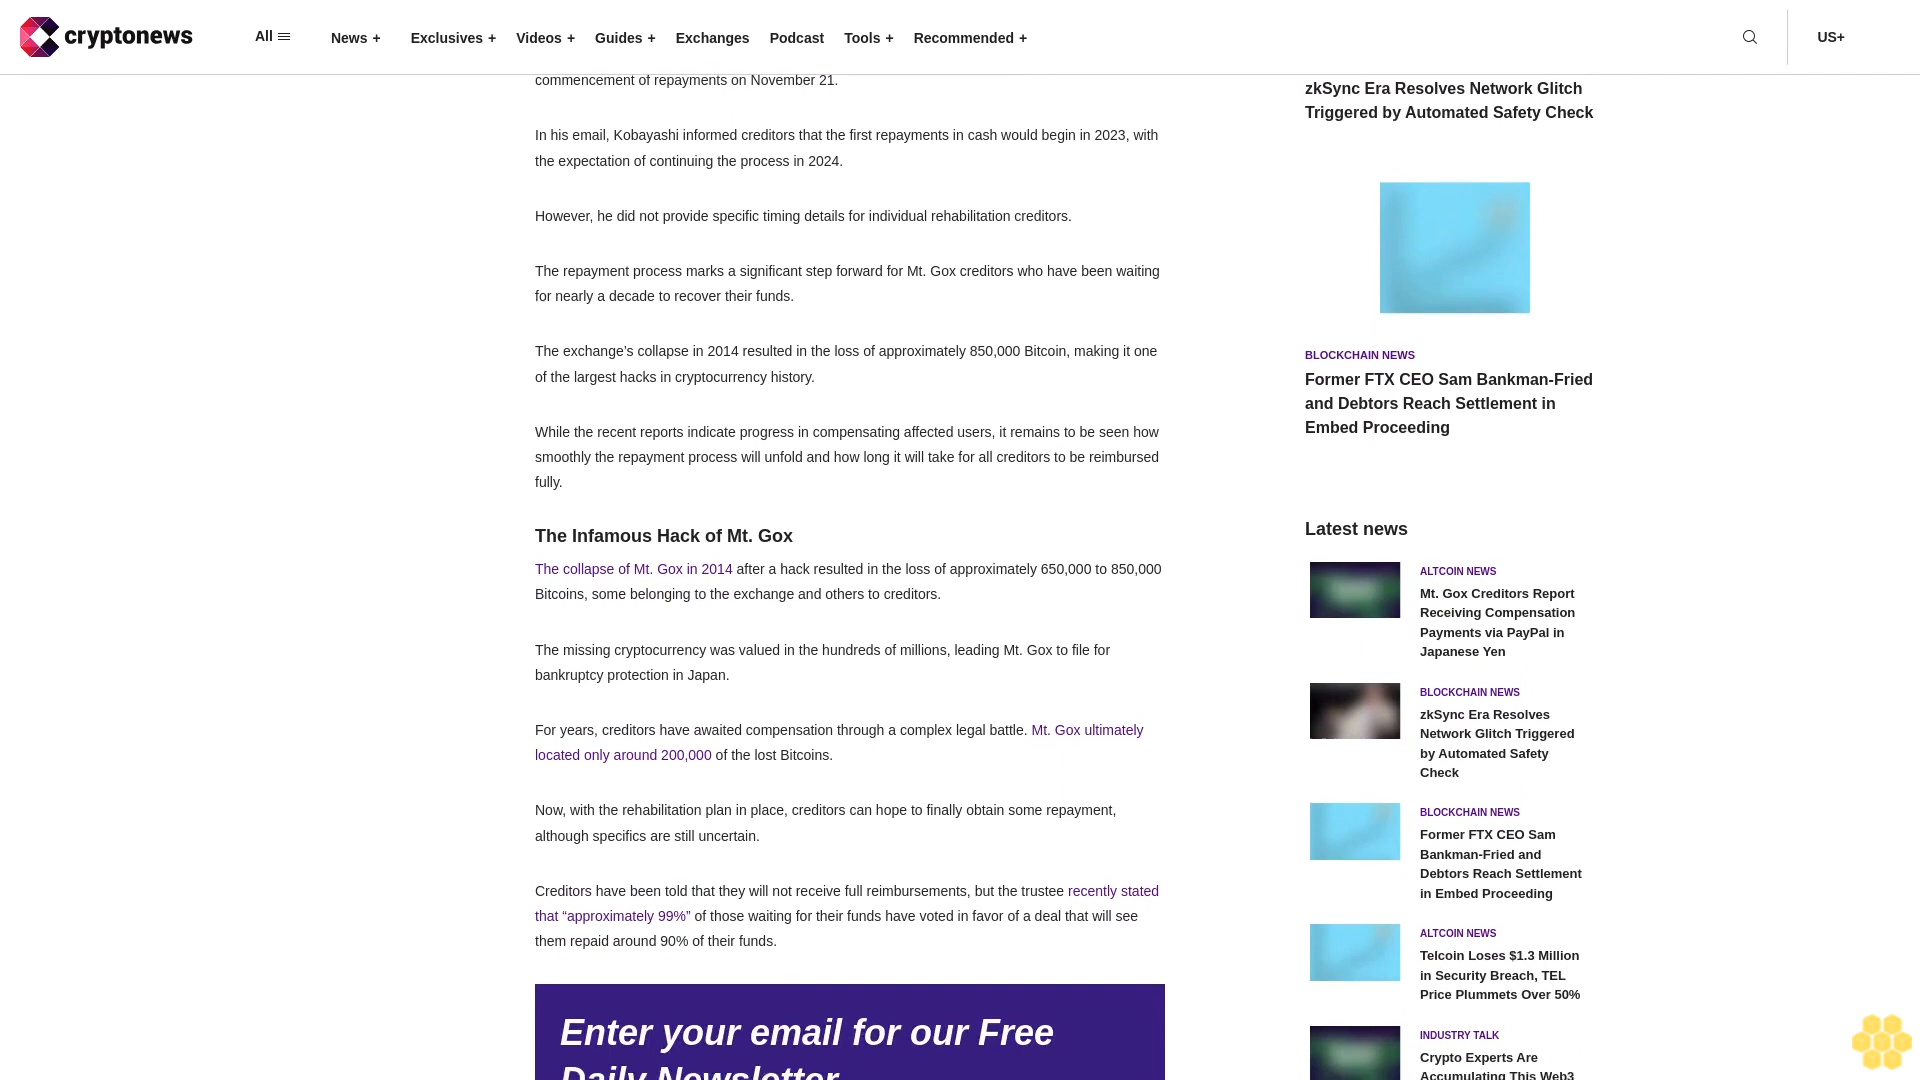 cryptonews
All
News +
Exclusives +
Videos +
Guides +
Exchanges
Podcast
Tools +
Recommended +
US+
commencement of repayments on November 21.
In his email, Kobayashi informed creditors that the first repayments in cash would begin in 2023, with
the expectation of continuing the process in 2024.
However, he did not provide specific timing details for individual rehabilitation creditors.
The repayment process marks a significant step forward for Mt. Gox creditors who have been waiting
for nearly a decade to recover their funds.
The exchange’s collapse in 2014 resulted in the loss of approximately 850,000 Bitcoin, making it one
of the largest hacks in cryptocurrency history.
While the recent reports indicate progress in compensating affected users, it remains to be seen how
smoothly the repayment process will unfold and how long it will take for all creditors to be reimbursed
fully.
The Infamous Hack of Mt. Gox
The collapse of Mt. Gox in 2014 after a hack resulted in the loss of approximately 650,000 to 850,000
Bitcoins, some belonging to the exchange and others to creditors.
The missing cryptocurrency was valued in the hundreds of millions, leading Mt. Gox to file for
bankruptcy protection in Japan.
For years, creditors have awaited compensation through a complex legal battle. Mt. Gox ultimately
located only around 200,000 of the lost Bitcoins.
Now, with the rehabilitation plan in place, creditors can hope to finally obtain some repayment,
although specifics are still uncertain.
Creditors have been told that they will not receive full reimbursements, but the trustee recently stated
that “approximately 99%” of those waiting for their funds have voted in favor of a deal that will see
them repaid around 90% of their funds.
Enter your email for our Free
Daily Newsletter
zkSync Era Resolves Network Glitch
Triggered by Automated Safety Check
BLOCKCHAIN NEWS
Former FTX CEO Sam Bankman-Fried
and Debtors Reach Settlement in
Embed Proceeding
Latest news
ALTCOIN NEWS
Mt. Gox Creditors Report
Receiving Compensation
Payments via PayPal in
Japanese Yen
BLOCKCHAIN NEWS
zkSync Era Resolves
Network Glitch Triggered
by Automated Safety
Check
BLOCKCHAIN NEWS
Former FTX CEO Sam
Bankman-Fried and
Debtors Reach Settlement
in Embed Proceeding
ALTCOIN NEWS
Telcoin Loses $1.3 Million
in Security Breach, TEL
Price Plummets Over 50%
INDUSTRY TALK
Crypto Experts Are
Accumulating This Web3